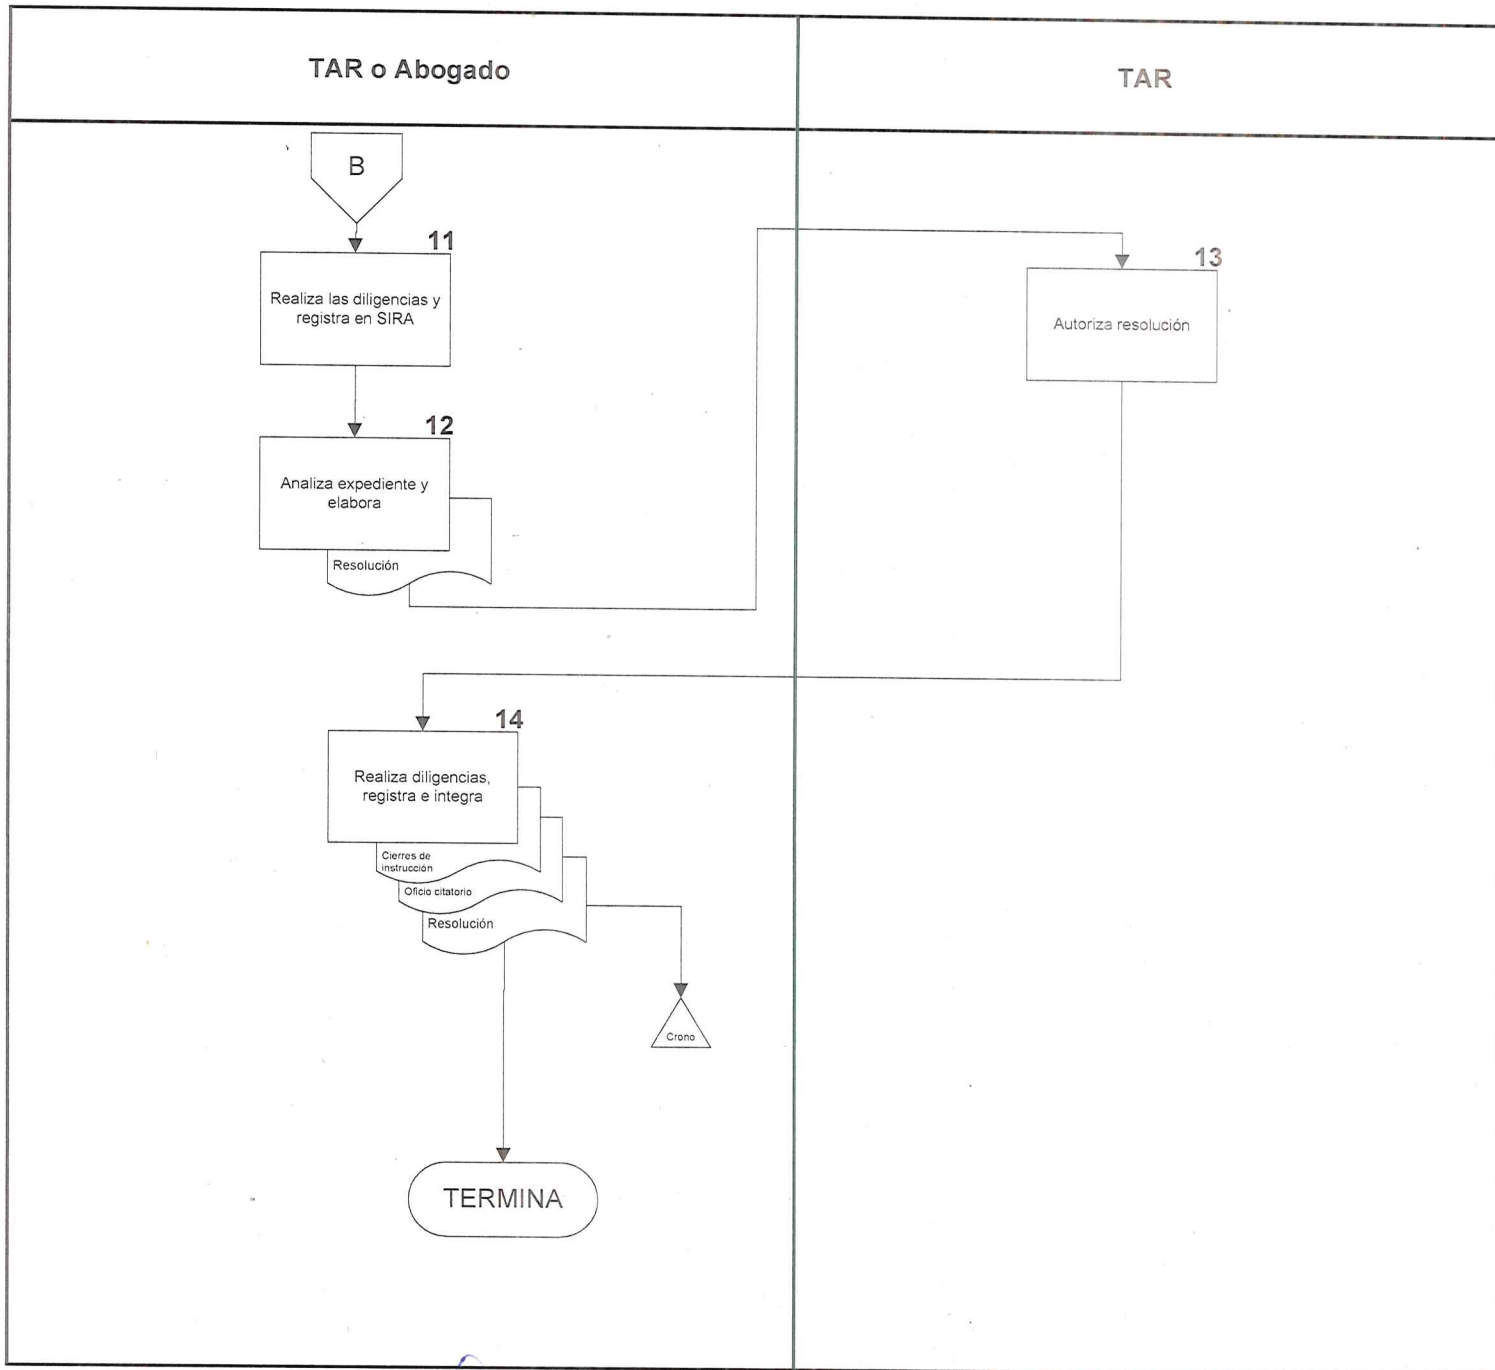 TAR o Abogado
TAR
B
11
Realiza las diligencias y
registra en SIRA
12
Analiza expediente y
elabora
Resolución
13
Autoriza resolución
14
Realiza diligencias,
registra e integra
Cierres de
instrucción
Oficio citatorio
Resolución
Crono
TERMINA